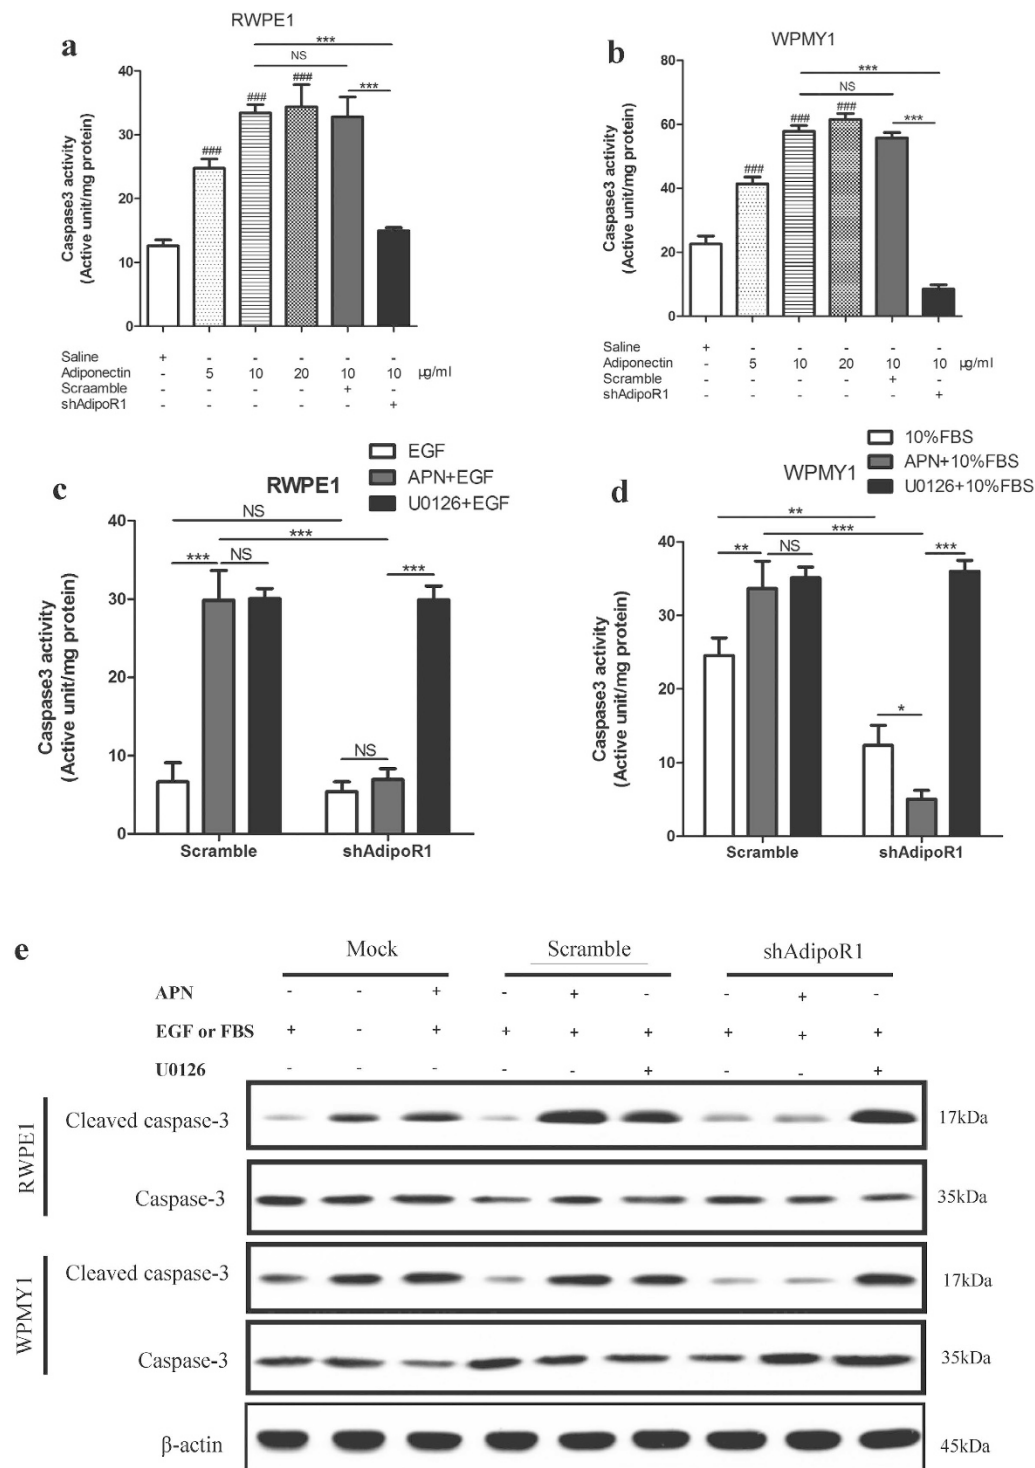 a
RWPE1
Caspase3 activity
(Active unit/mg protein)
40
30
20
10
0
***
NS
***
###
###
###
Saline + - - - - -
Adiponectin - 5 10 20 10 10 μg/ml
Scraamble - - - - + -
shAdipoR1 - - - - - +
b
WPMY1
Caspase3 activity
(Active unit/mg protein)
80
60
40
20
0
***
NS
***
###
###
###
Saline + - - - - -
Adiponectin - 5 10 20 10 10 μg/ml
Scramble - - - - + -
shAdipoR1 - - - - - +
c
RWPE1
EGF
APN+EGF
U0126+EGF
Caspase3 activity
(Active unit/mg protein)
40
30
20
10
0
NS
***
*** NS
***
NS
Scramble shAdipoR1
d
WPMY1
10%FBS
APN+10%FBS
U0126+10%FBS
Caspase3 activity
(Active unit/mg protein)
40
30
20
10
0
**
***
** NS
***
*
Scramble shAdipoR1
e
Mock Scramble shAdipoR1
APN - - + - + - - + -
EGF or FBS + - + + + + + + +
U0126 - - - - - + - - +
RWPE1
Cleaved caspase-3 17kDa
Caspase-3 35kDa
WPMY1
Cleaved caspase-3 17kDa
Caspase-3 35kDa
β-actin 45kDa